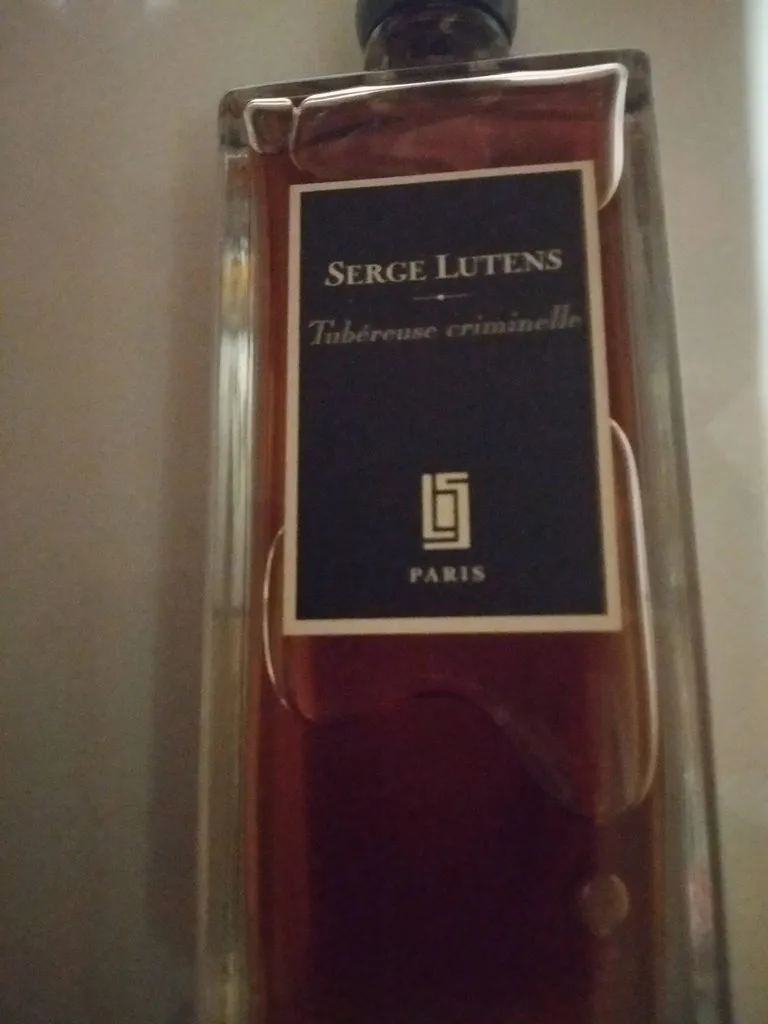 SERGE LUTENS
Tubéreuse criminelle
PARIS